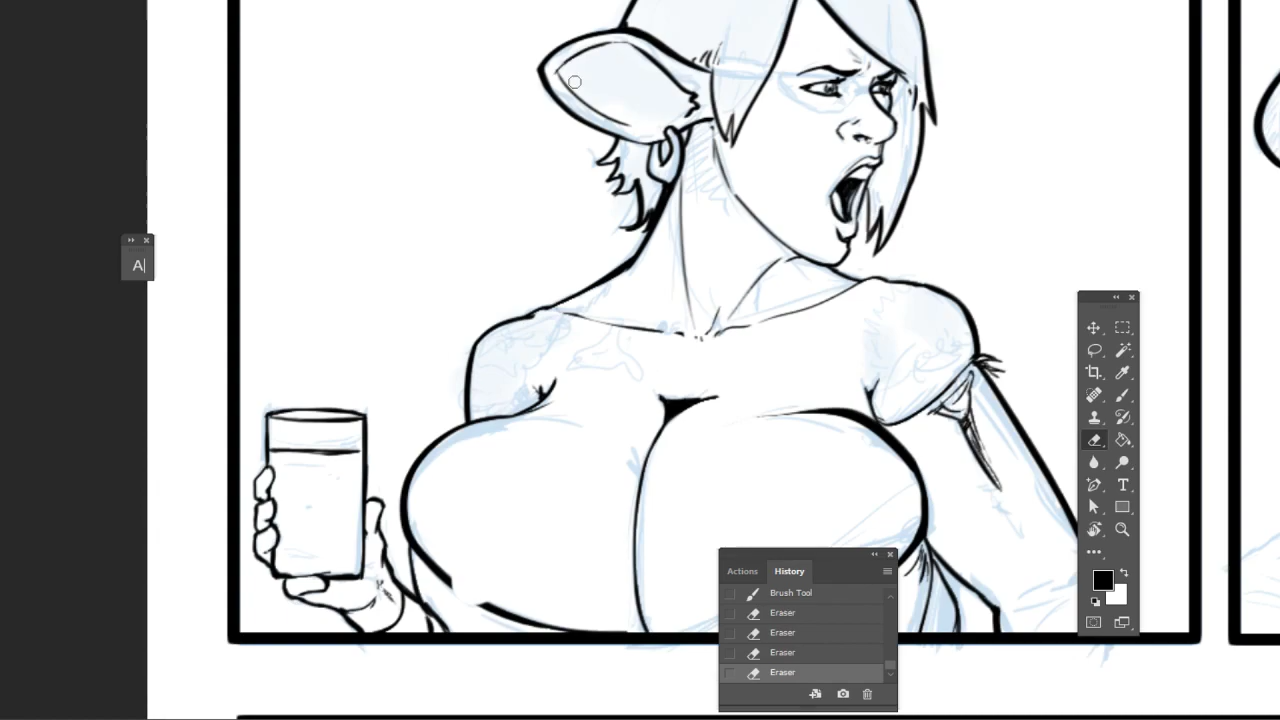 A|
Actions History
Brush Tool
Eraser
Eraser
Eraser
Eraser
T